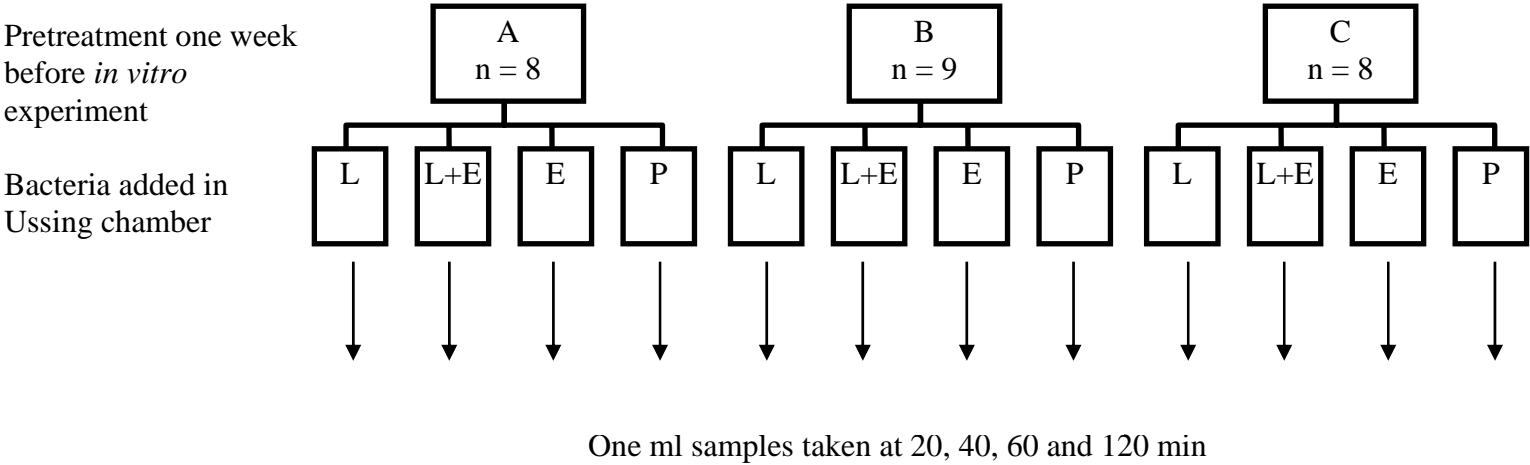 Pretreatment one week
before in vitro
experiment
A
n = 8
B
n = 9
C
n = 8
Bacteria added in
Ussing chamber
L
L+E
E
P
L
L+E
E
P
L
L+E
E
P
One ml samples taken at 20, 40, 60 and 120 min